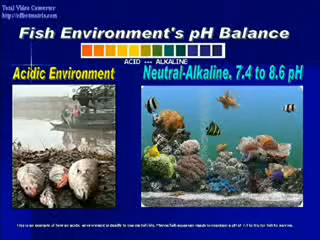 Total Video Converter
http://effectmatrix.com
Fish Environment's pH Balance
ACID --- ALKALINE
Acidic Environment
Neutral-Alkaline, 7.4 to 8.6 pH